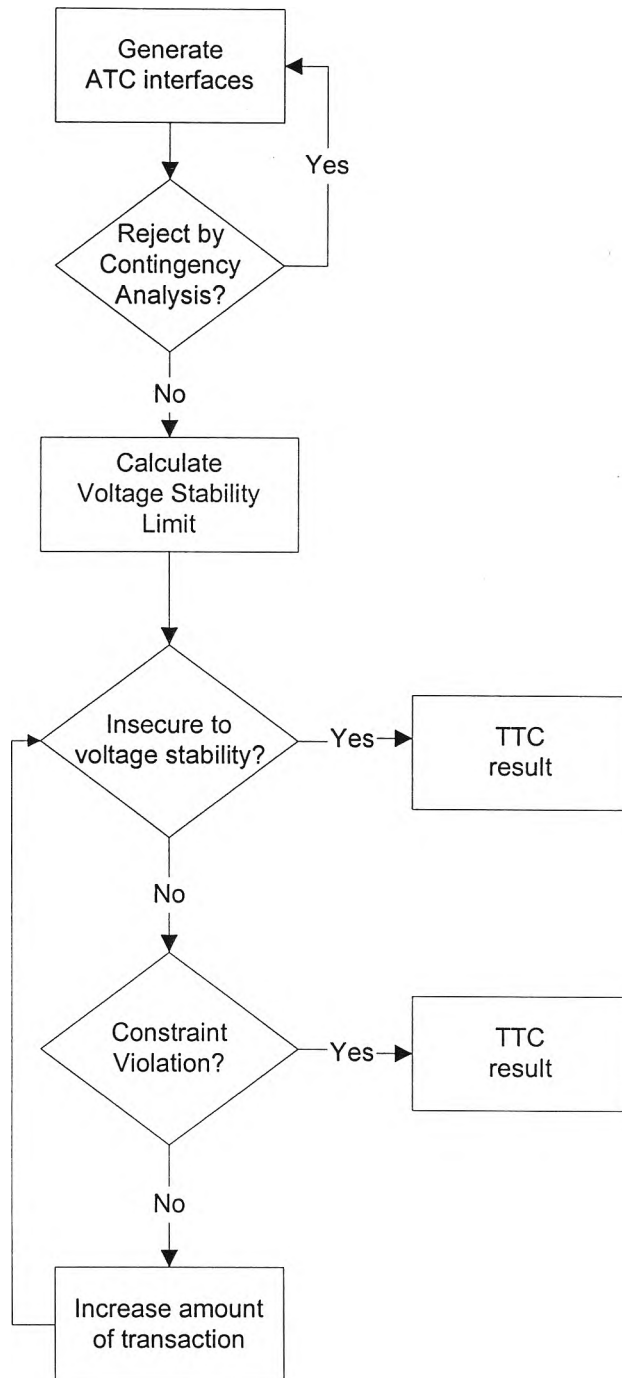 Generate
ATC interfaces
Yes
Reject by
Contingency
Analysis?
No
Calculate
Voltage Stability
Limit
Insecure to
voltage stability?
Yes
TTC
result
No
Constraint
Violation?
Yes
TTC
result
No
Increase amount
of transaction